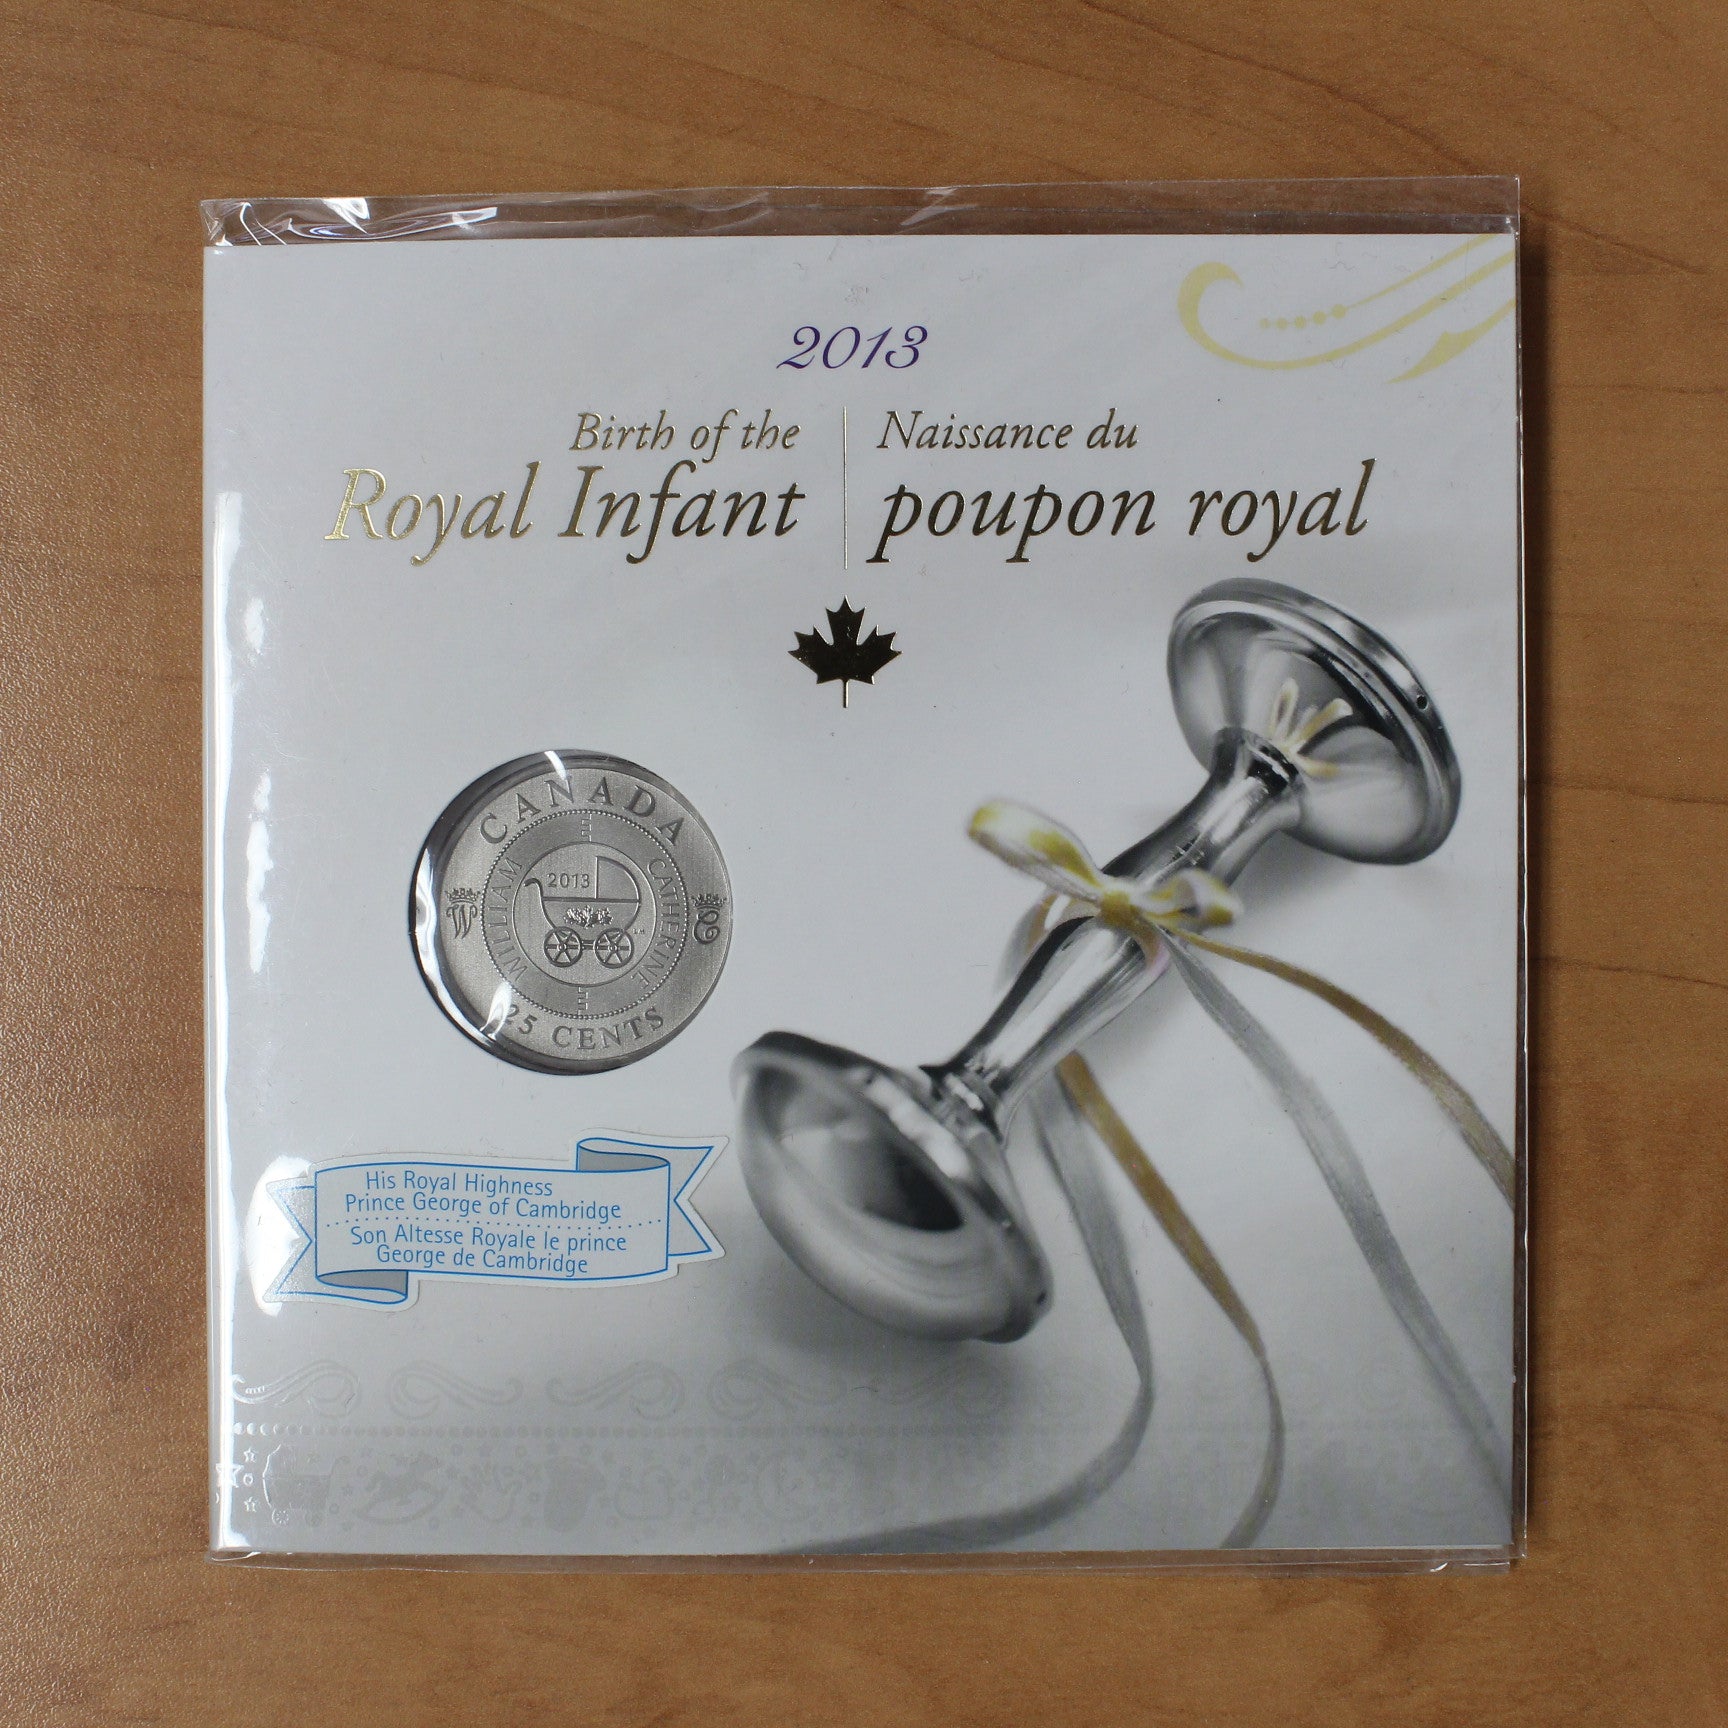 2013
Birth of the
Royal Infant
Naissance du
poupon royal
CANADA
2013
WILLIAM
CATHERINE
W
C
25 CENTS
His Royal Highness
Prince George of Cambridge
Son Altesse Royale le prince
George de Cambridge